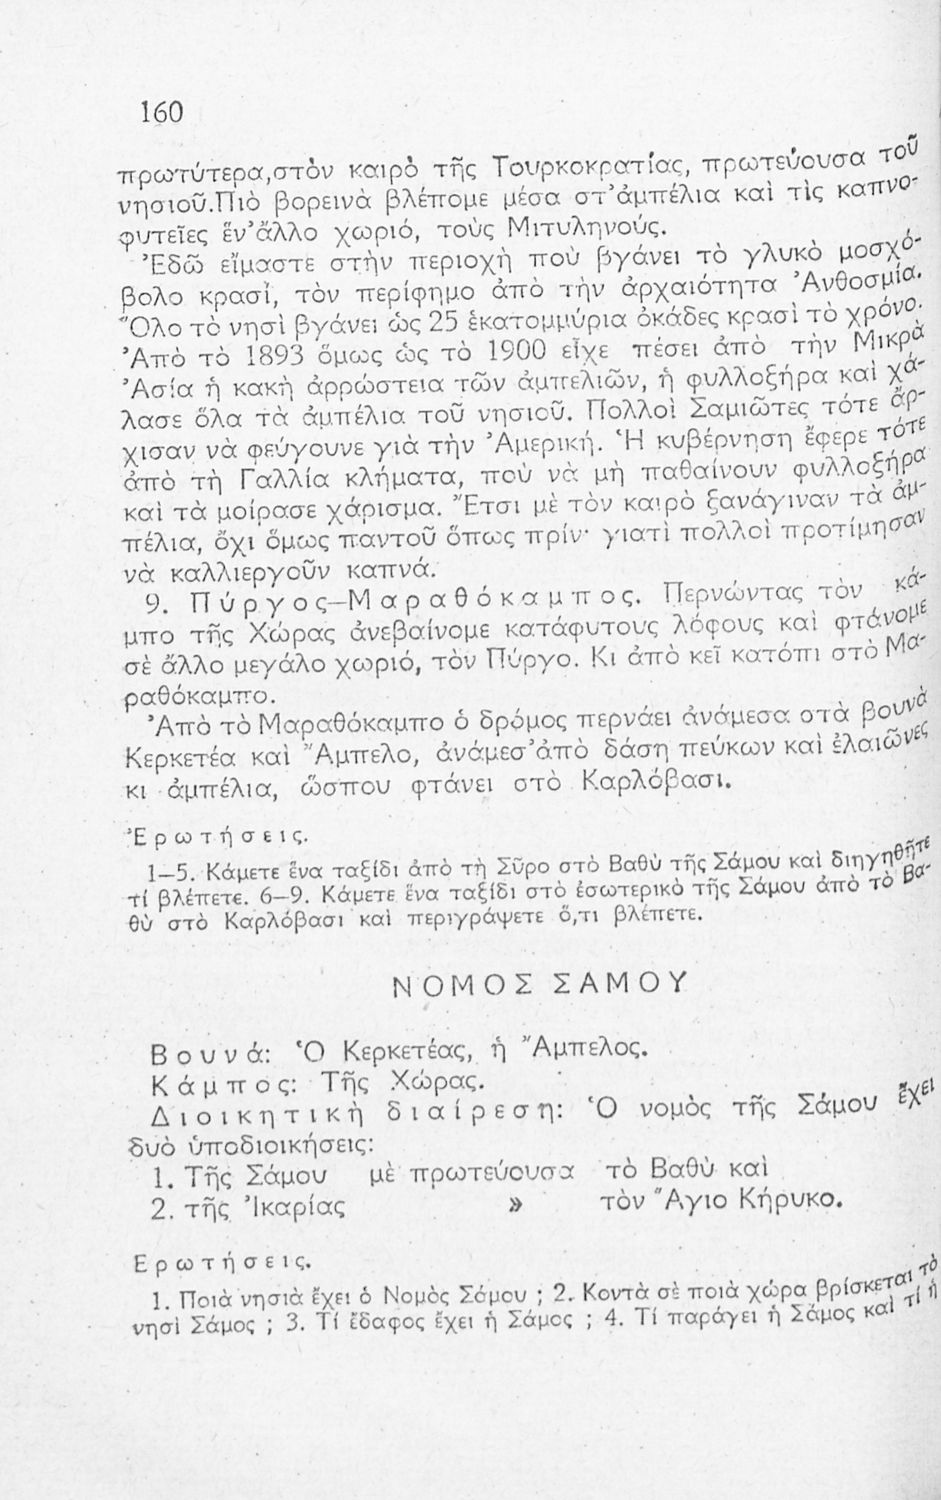 160
πρωτύτερα,στὸν καιρὸ τῆς Τουρκοκρατίας, πρωτεύουσα τοῦ
νησιοῦ.Πιὸ βορεινὰ βλέπομε μέσα στ᾽ἀμπέλια καὶ τὶς καπνο-
φυτεῖες ἕν᾽ἄλλο χωριό, τοὺς Μιτυληνούς.
Ἐδῶ εἴμαστε στὴν περιοχὴ ποὺ βγάνει τὸ γλυκὸ μοσχό-
βολο κρασί, τὸν περίφημο ἀπὸ τὴν ἀρχαιότητα Ἀνθοσμία.
Ὅλο τὸ νησὶ βγάνει ὡς 25 ἑκατομμύρια ὀκάδες κρασὶ τὸ χρόνο.
Ἀπὸ τὸ 1893 ὅμως ὡς τὸ 1900 εἶχε πέσει ἀπὸ τὴν Μικρὰ
Ἀσία ἡ κακὴ ἀρρώστεια τῶν ἀμπελιῶν, ἡ φυλλοξήρα καὶ χά-
λασε ὅλα τὰ ἀμπέλια τοῦ νησιοῦ. Πολλοὶ Σαμιῶτες τότε ἄρ-
χισαν νὰ φεύγουνε γιὰ τὴν Ἀμερική. Ἡ κυβέρνηση ἔφερε τότε
ἀπὸ τὴ Γαλλία κλήματα, ποὺ νὰ μὴ παθαίνουν φυλλοξήρα
καὶ τὰ μοίρασε χάρισμα. Ἔτσι μὲ τὸν καιρὸ ξανάγιναν τὰ ἀμ-
πέλια, ὄχι ὅμως παντοῦ ὅπως πρίν· γιατὶ πολλοὶ προτίμησαν
νὰ καλλιεργοῦν καπνά.
9. Πύργος—Μαραθόκαμπος. Περνώντας τὸν κά-
μπο τῆς Χώρας ἀνεβαίνομε κατάφυτους λόφους καὶ φτάνομε
σὲ ἄλλο μεγάλο χωριό, τὸν Πύργο. Κι ἀπὸ κεῖ κατόπι στὸ Μα-
ραθόκαμπο.
Ἀπὸ τὸ Μαραθόκαμπο ὁ δρόμος περνάει ἀνάμεσα στὰ βουνὰ
Κερκετέα καὶ Ἄμπελο, ἀνάμεσ᾽ἀπὸ δάση πεύκων καὶ ἐλαιῶνες
κι ἀμπέλια, ὥσπου φτάνει στὸ Καρλόβασι.
Ἐρωτήσεις.
1—5. Κάμετε ἕνα ταξίδι ἀπὸ τὴ Σῦρο στὸ Βαθὺ τῆς Σάμου καὶ διηγηθῆτε
τί βλέπετε. 6—9. Κάμετε ἕνα ταξίδι στὸ ἐσωτερικὸ τῆς Σάμου ἀπὸ τὸ Βα-
θὺ στὸ Καρλόβασι καὶ περιγράψετε ὅ,τι βλέπετε.
ΝΟΜΟΣ ΣΑΜΟΥ
Βουνά: Ὁ Κερκετέας, ἡ Ἄμπελος.
Κάμπος: Τῆς Χώρας.
Διοικητικὴ διαίρεση: Ὁ νομὸς τῆς Σάμου ἔχει
δυὸ ὑποδιοικήσεις:
1. Τῆς Σάμου μὲ πρωτεύουσα τὸ Βαθὺ καὶ
2. τῆς Ἰκαρίας » τὸν Ἅγιο Κήρυκο.
Ερωτήσεις.
1. Ποιὰ νησιὰ ἔχει ὁ Νομὸς Σάμου ; 2. Κοντὰ σὲ ποιὰ χώρα βρίσκεται τὸ
νησὶ Σάμος ; 3. Τί ἔδαφος ἔχει ἡ Σάμος ; 4. Τί παράγει ἡ Σάμος καὶ τί ἡ